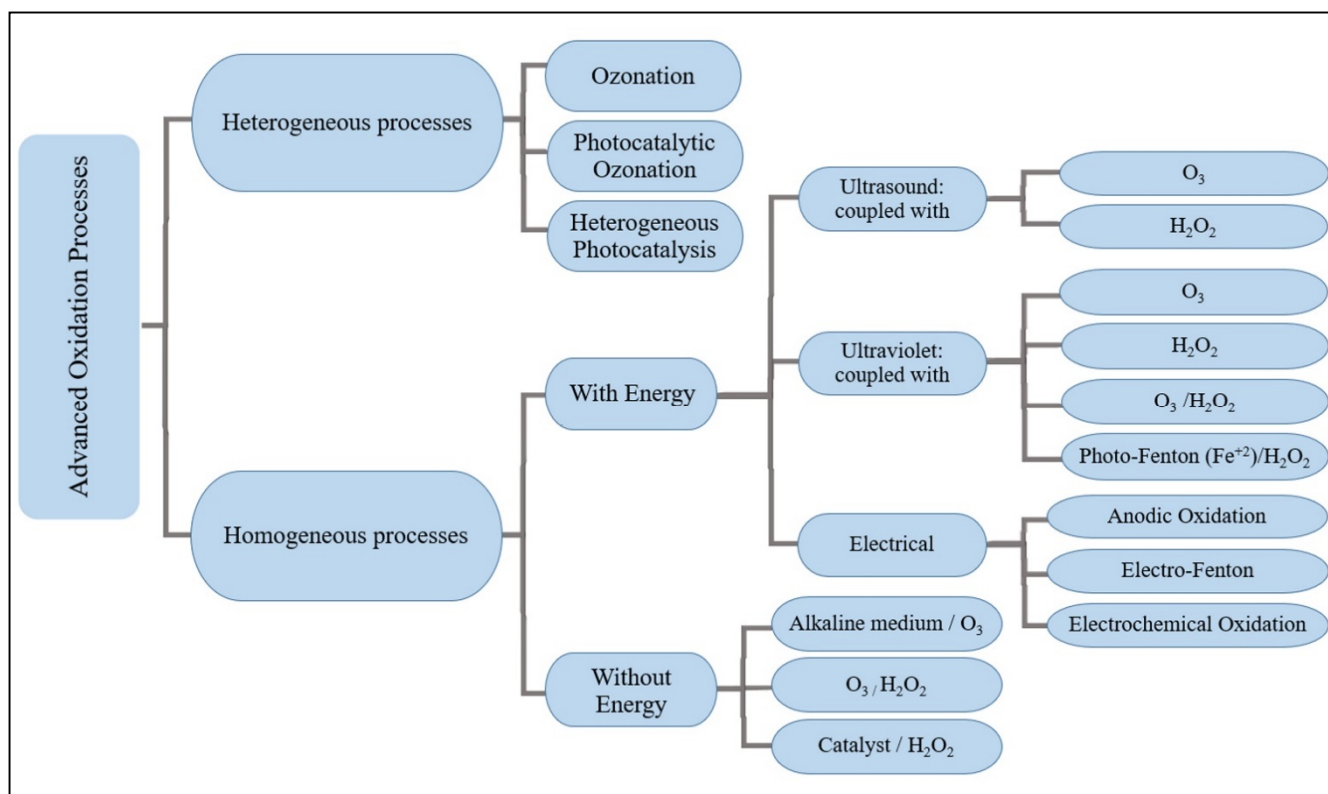 Advanced Oxidation Processes
Heterogeneous processes
Ozonation
Photocatalytic
Ozonation
Heterogeneous
Photocatalysis
Homogeneous processes
With Energy
Ultrasound:
coupled with
O₃
H₂O₂
Ultraviolet:
coupled with
O₃
H₂O₂
O₃ /H₂O₂
Photo-Fenton (Fe⁺²)/H₂O₂
Electrical
Anodic Oxidation
Electro-Fenton
Electrochemical Oxidation
Without
Energy
Alkaline medium / O₃
O₃ / H₂O₂
Catalyst / H₂O₂